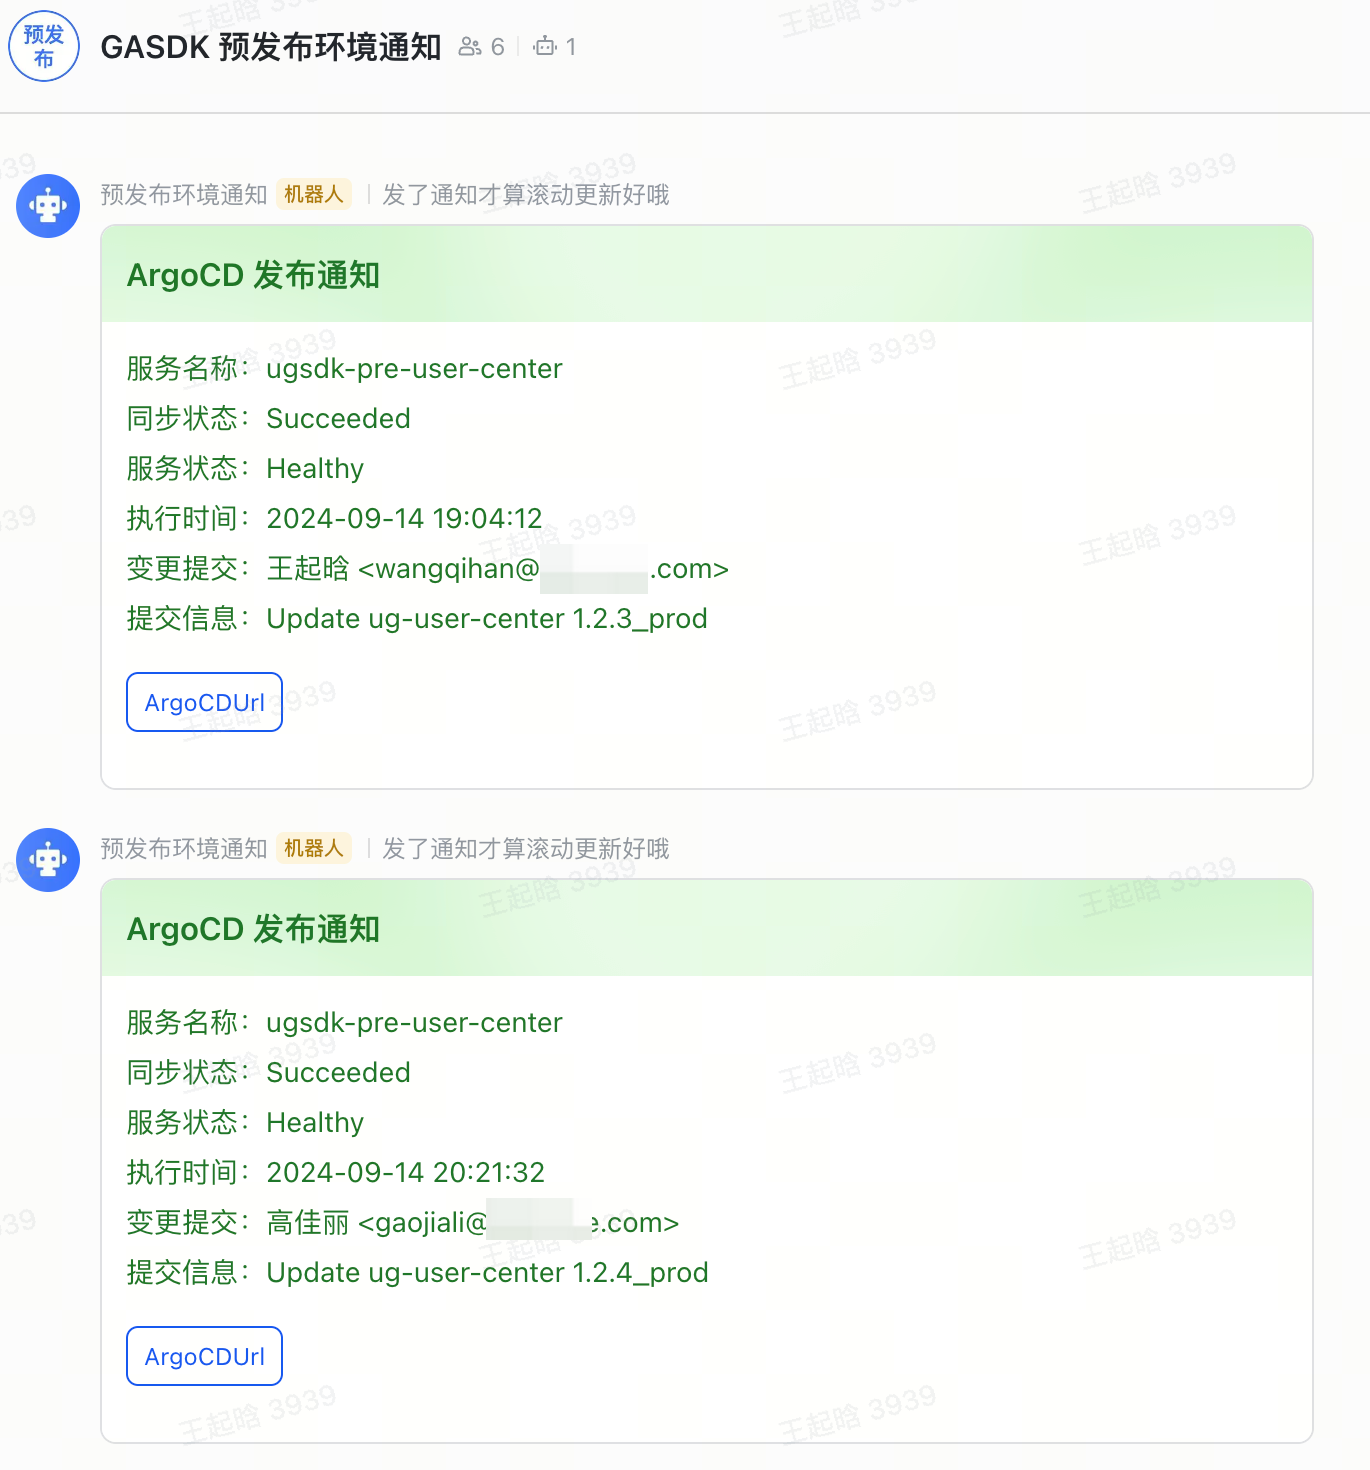 预发
布
GASDK 预发布环境通知 6 1
预发布环境通知 机器人 发了通知才算滚动更新好哦
ArgoCD 发布通知
服务名称： ugsdk-pre-user-center
同步状态： Succeeded
服务状态： Healthy
执行时间： 2024-09-14 19:04:12
变更提交： 王起晗 <wangqihan@ .com>
提交信息： Update ug-user-center 1.2.3_prod
ArgoCDUrl
预发布环境通知 机器人 发了通知才算滚动更新好哦
ArgoCD 发布通知
服务名称： ugsdk-pre-user-center
同步状态： Succeeded
服务状态： Healthy
执行时间： 2024-09-14 20:21:32
变更提交： 高佳丽 <gaojiali@ e.com>
提交信息： Update ug-user-center 1.2.4_prod
ArgoCDUrl
王起晗 3939